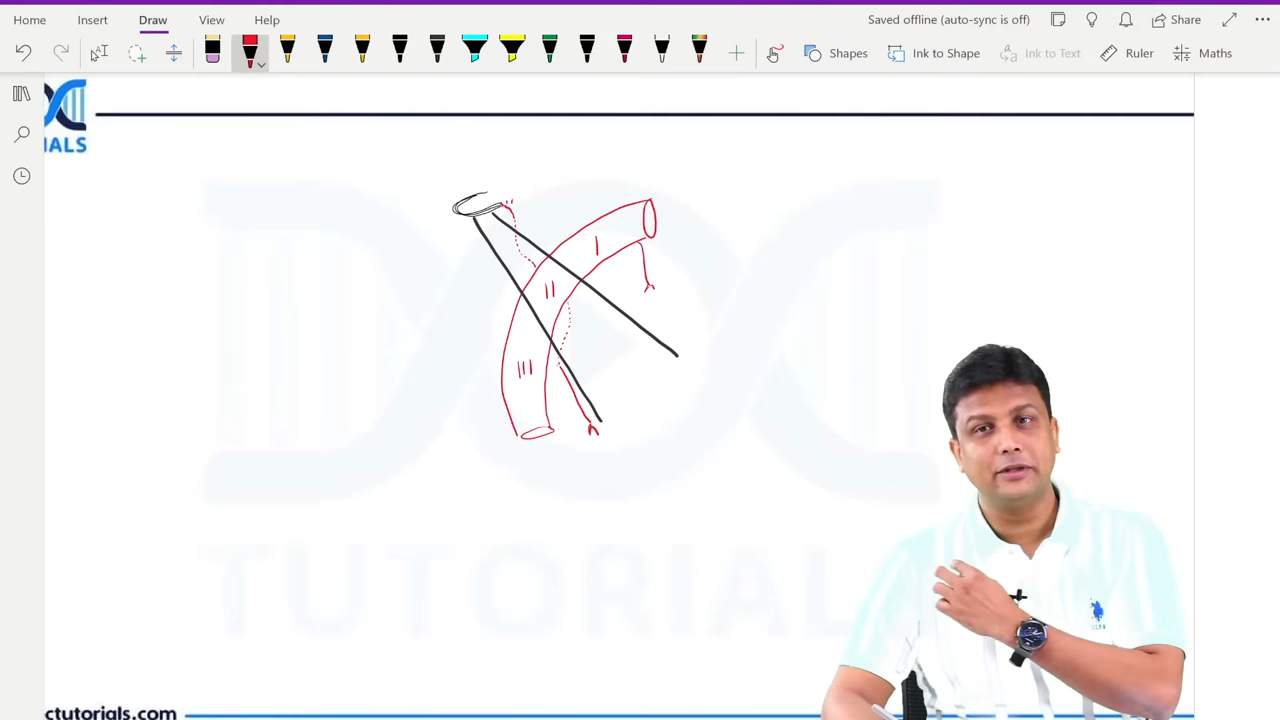 Home Insert Draw View Help Saved offline (auto-sync is off) Share
Ink to Shape Ink to Text Ruler Maths
Shapes
IALS
I
II
III
TUTORIALS
ctutorials.com